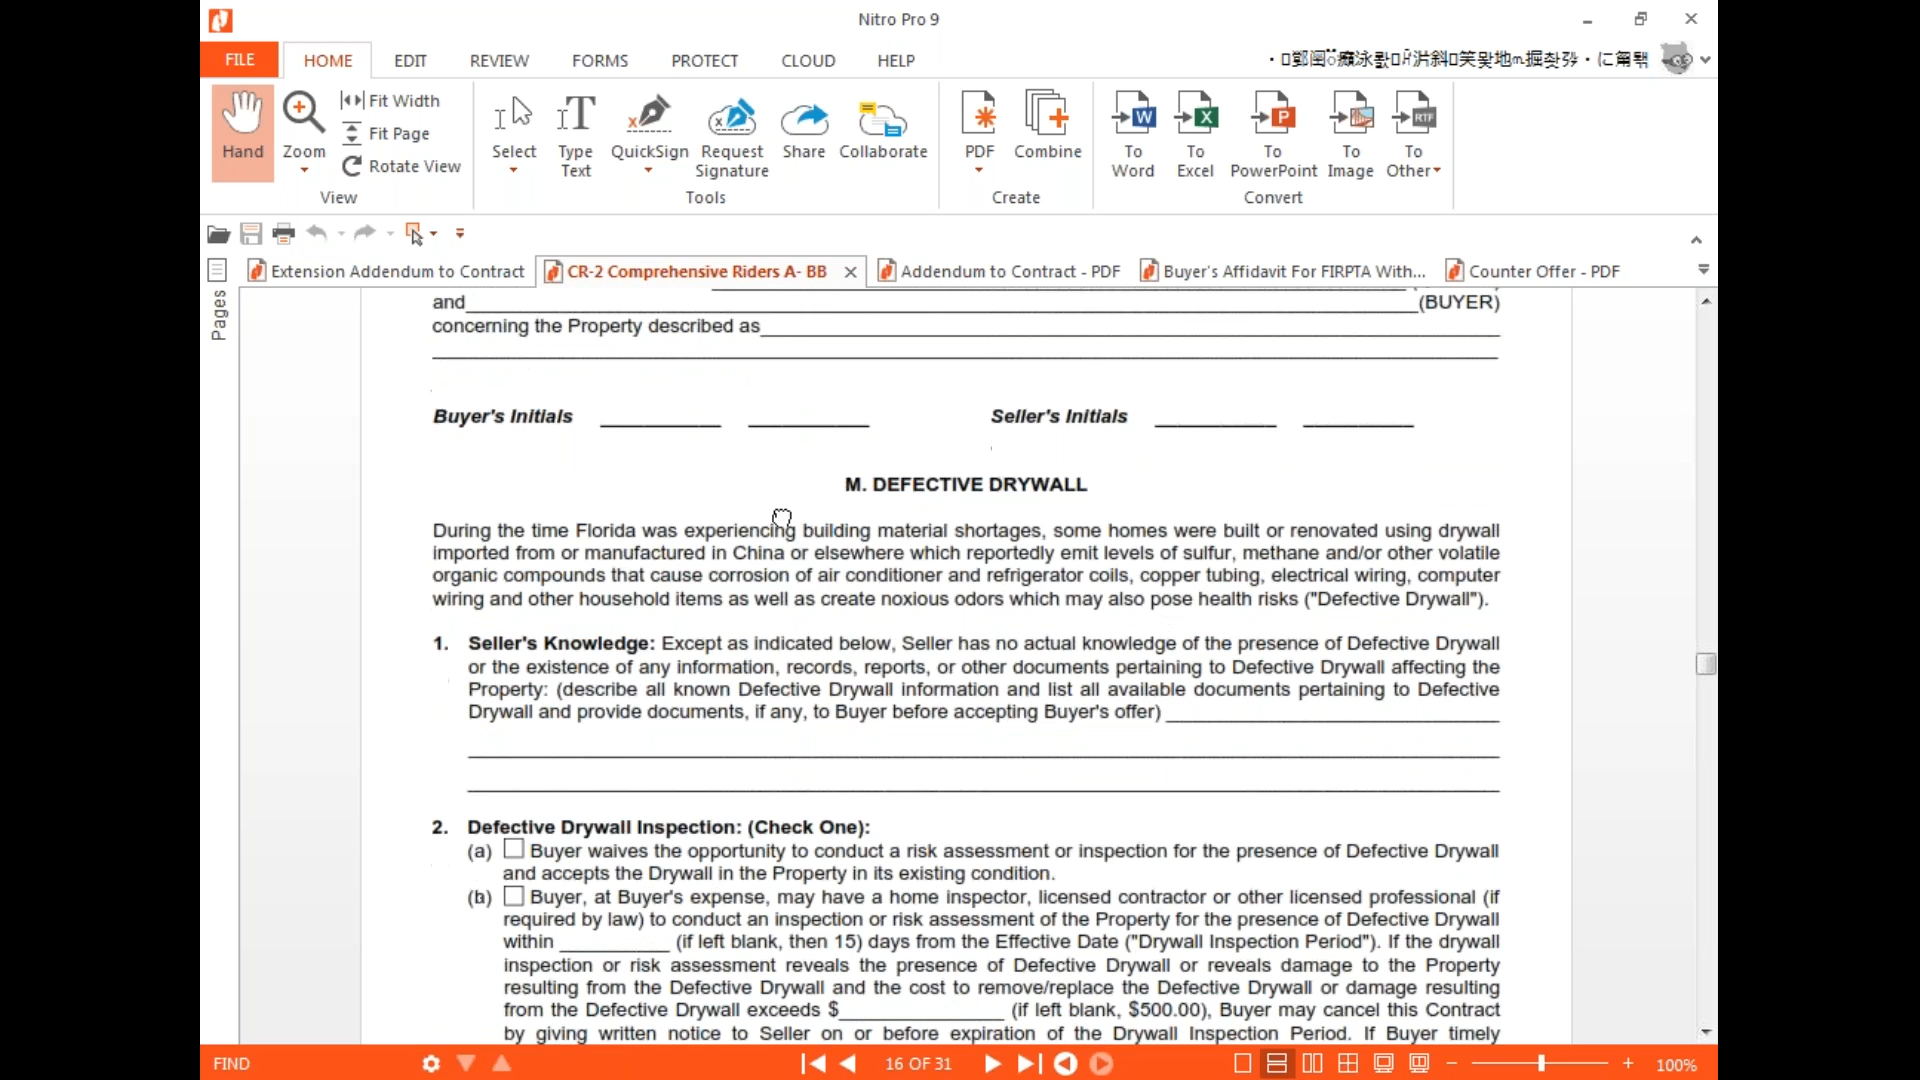 Nitro Pro 9
FILE
HOME
EDIT
REVIEW
FORMS
PROTECT
CLOUD
HELP
Hand
Zoom
Fit Width
Fit Page
Rotate View
View
Select
Type
Text
QuickSign
Request
Signature
Share
Collaborate
Tools
PDF
Combine
Create
To
Word
To
Excel
To
PowerPoint
To
Image
To
Other
Convert
Extension Addendum to Contract
CR-2 Comprehensive Riders A- BB
Addendum to Contract - PDF
Buyer's Affidavit For FIRPTA With...
Counter Offer - PDF
Pages
and (BUYER)
concerning the Property described as
Buyer's Initials Seller's Initials
M. DEFECTIVE DRYWALL
During the time Florida was experiencing building material shortages, some homes were built or renovated using drywall
imported from or manufactured in China or elsewhere which reportedly emit levels of sulfur, methane and/or other volatile
organic compounds that cause corrosion of air conditioner and refrigerator coils, copper tubing, electrical wiring, computer
wiring and other household items as well as create noxious odors which may also pose health risks ("Defective Drywall").
1. Seller's Knowledge: Except as indicated below, Seller has no actual knowledge of the presence of Defective Drywall
or the existence of any information, records, reports, or other documents pertaining to Defective Drywall affecting the
Property: (describe all known Defective Drywall information and list all available documents pertaining to Defective
Drywall and provide documents, if any, to Buyer before accepting Buyer's offer)
2. Defective Drywall Inspection: (Check One):
(a) Buyer waives the opportunity to conduct a risk assessment or inspection for the presence of Defective Drywall
and accepts the Drywall in the Property in its existing condition.
(b) Buyer, at Buyer's expense, may have a home inspector, licensed contractor or other licensed professional (if
required by law) to conduct an inspection or risk assessment of the Property for the presence of Defective Drywall
within __________ (if left blank, then 15) days from the Effective Date ("Drywall Inspection Period"). If the drywall
inspection or risk assessment reveals the presence of Defective Drywall or reveals damage to the Property
resulting from the Defective Drywall and the cost to remove/replace the Defective Drywall or damage resulting
from the Defective Drywall exceeds $_______________ (if left blank, $500.00), Buyer may cancel this Contract
by giving written notice to Seller on or before expiration of the Drywall Inspection Period. If Buyer timely
FIND
16 OF 31
100%